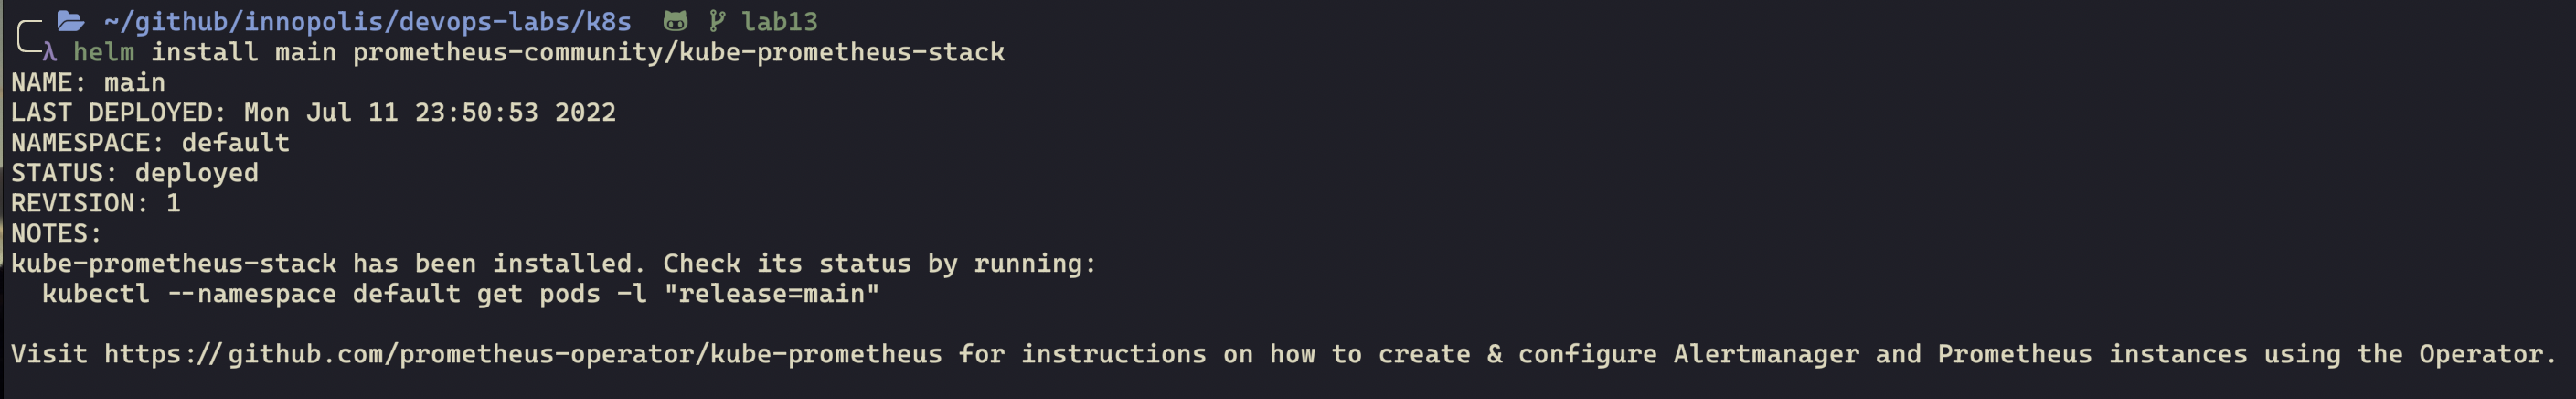 ~/github/innopolis/devops-labs/k8s lab13
λ helm install main prometheus-community/kube-prometheus-stack
NAME: main
LAST DEPLOYED: Mon Jul 11 23:50:53 2022
NAMESPACE: default
STATUS: deployed
REVISION: 1
NOTES:
kube-prometheus-stack has been installed. Check its status by running:
  kubectl --namespace default get pods -l "release=main"

Visit https://github.com/prometheus-operator/kube-prometheus for instructions on how to create & configure Alertmanager and Prometheus instances using the Operator.